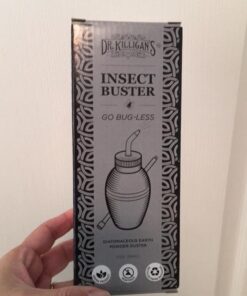 DR. KILLIGAN'S
INSECT
BUSTER
GO BUG-LESS
DIATOMACEOUS EARTH
POWDER DUSTER